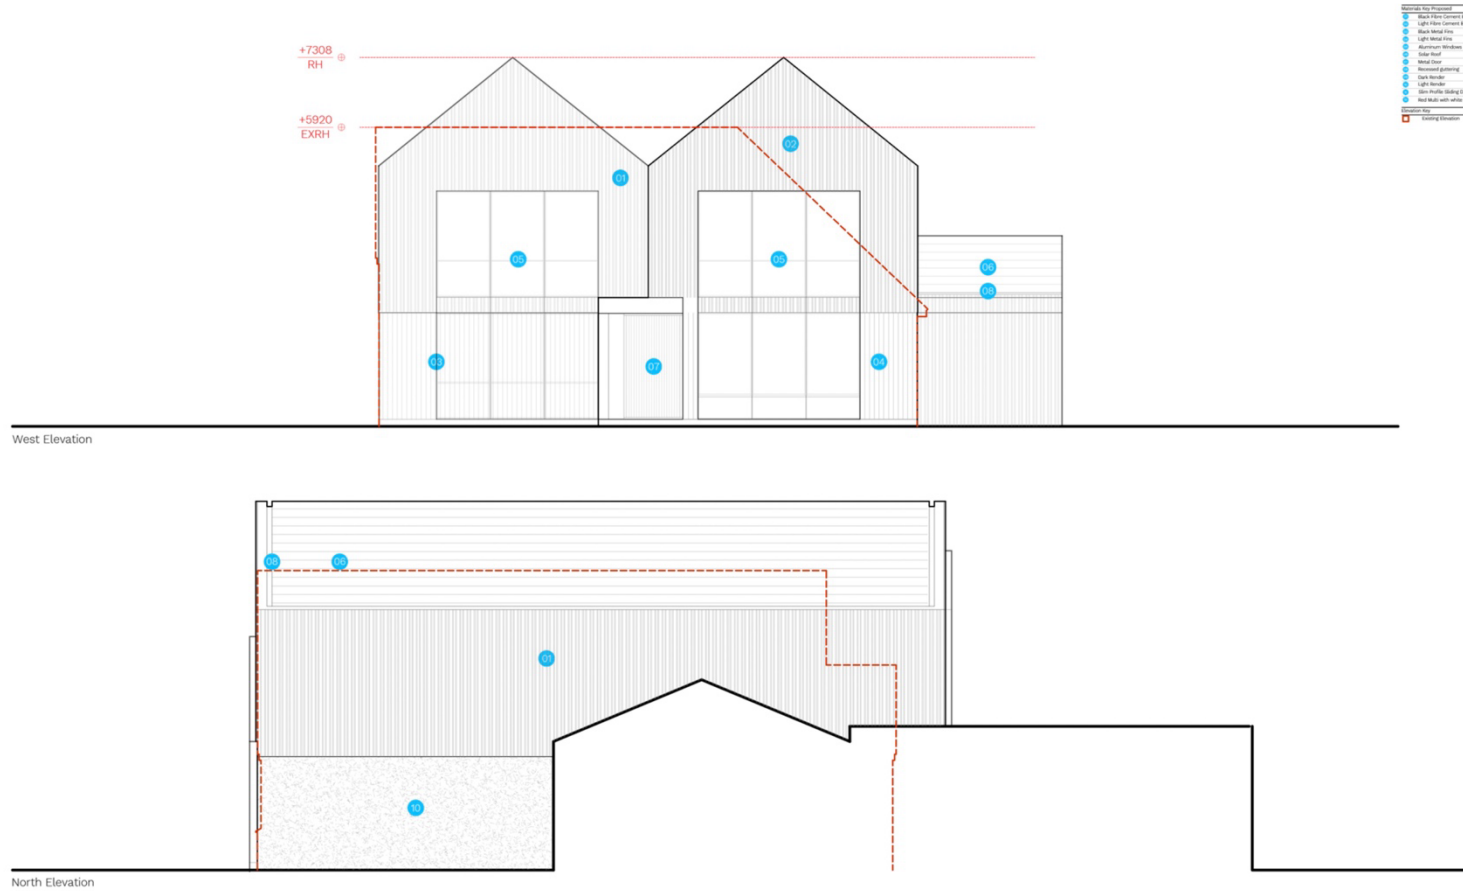 Materials Key Proposed
Black Fibre Cement
Light Fibre Cement
Black Metal Fins
Light Metal Fins
Aluminum Windows
Solar Roof
Metal Door
Recessed guttering
Dark Render
Light Render
Slim-Profile Sliding
Red Multi with white
Elevation Key
Existing Elevation
+7308
RH
+5920
EXRH
02
01
05
05
06
08
03
07
04
West Elevation
08
06
01
10
North Elevation